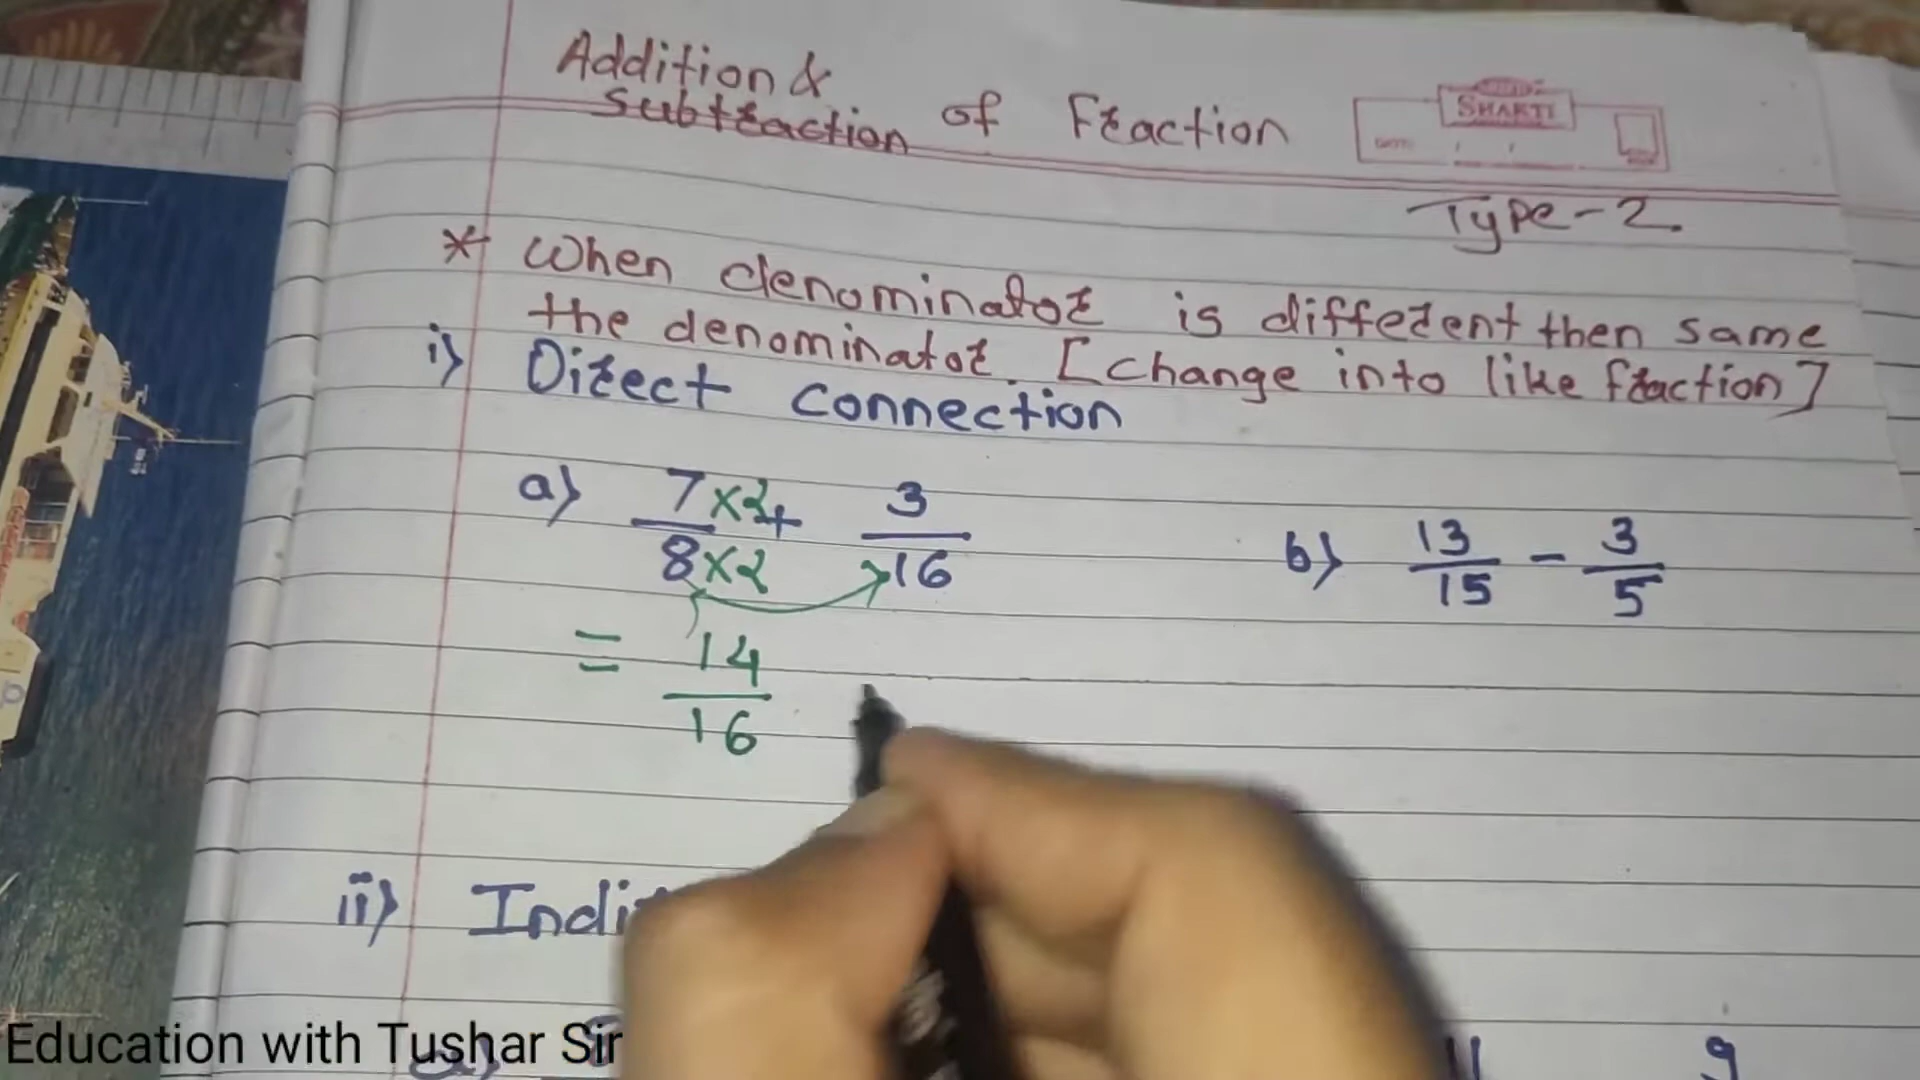 Addition &
Subtraction of Fraction
SHAKTI
Type-2.
* When denominator is different then same
the denominator. [Change into like fraction]
i) Direct connection
a) 7×2/8×2 + 3/16
b) 13/15 - 3/5
= 14/16
ii)
Education with Tushar Sir
a)
9